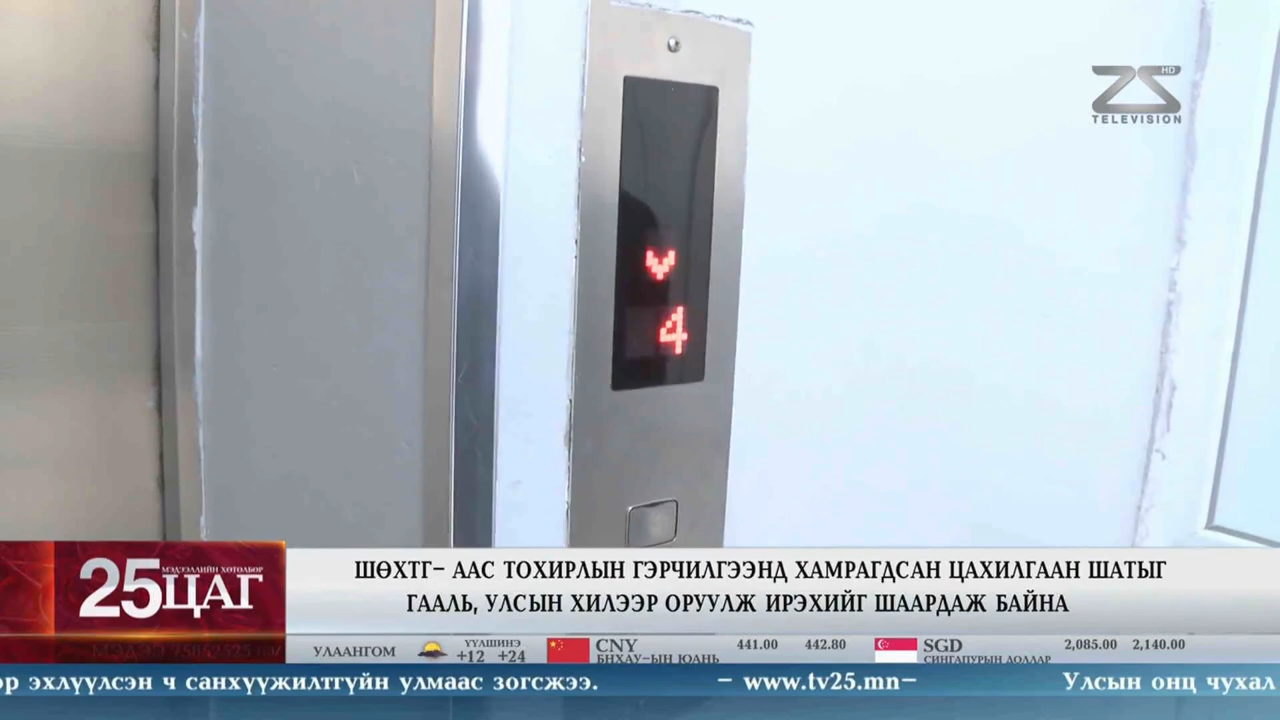 25 HD
TELEVISION
4
МЭДЭЭЛЛИЙН ХӨТӨЛБӨР
25ЦАГ
ШӨХТГ- ААС ТОХИРЛЫН ГЭРЧИЛГЭЭНД ХАМРАГДСАН ЦАХИЛГААН ШАТЫГ
ГААЛЬ, УЛСЫН ХИЛЭЭР ОРУУЛЖ ИРЭХИЙГ ШААРДАЖ БАЙНА
УЛААНГОМ ҮҮЛШИНЭ +12 +24
CNY 441.00 442.80
БНХАУ-ЫН ЮАНЬ
SGD 2,085.00 2,140.00
СИНГАПУРЫН ДОЛЛАР
эхлүүлсэн ч санхүүжилтгүйн улмаас зогсжээ. - www.tv25.mn- Улсын онц чухал